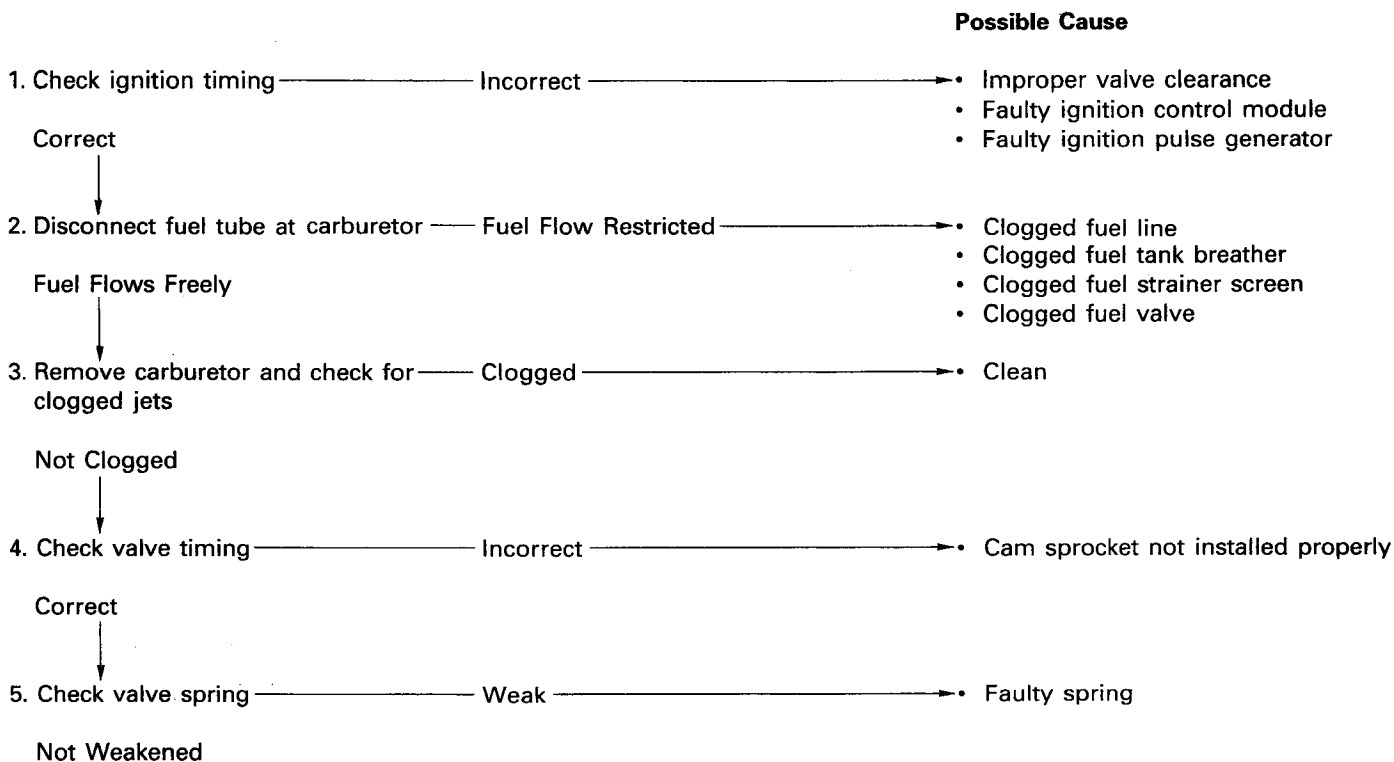 Possible Cause
1. Check ignition timing Incorrect • Improper valve clearance
• Faulty ignition control module
Correct • Faulty ignition pulse generator
2. Disconnect fuel tube at carburetor Fuel Flow Restricted • Clogged fuel line
• Clogged fuel tank breather
Fuel Flows Freely • Clogged fuel strainer screen
• Clogged fuel valve
3. Remove carburetor and check for Clogged • Clean
clogged jets
Not Clogged
4. Check valve timing Incorrect • Cam sprocket not installed properly
Correct
5. Check valve spring Weak • Faulty spring
Not Weakened